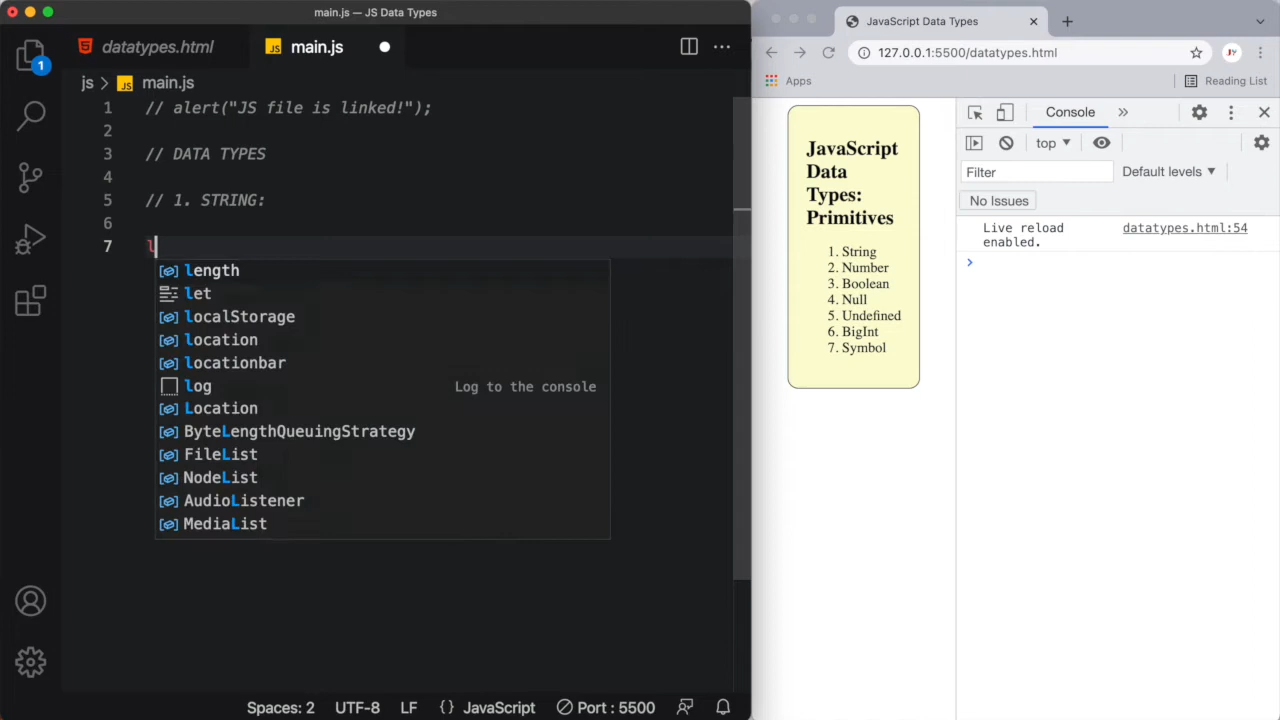 main.js — JS Data Types
datatypes.html
JS main.js
js > JS main.js
1 // alert("JS file is linked!");
2
3 // DATA TYPES
4
5 // 1. STRING:
6
7 l
length
let
localStorage
location
locationbar
log Log to the console
Location
ByteLengthQueuingStrategy
FileList
NodeList
AudioListener
MediaList
1
Spaces: 2 UTF-8 LF {} JavaScript Port : 5500
JavaScript Data Types
127.0.0.1:5500/datatypes.html
JY
Apps
Reading List
JavaScript
Data
Types:
Primitives
1. String
2. Number
3. Boolean
4. Null
5. Undefined
6. BigInt
7. Symbol
Console
top
Filter
Default levels
No Issues
Live reload datatypes.html:54
enabled.